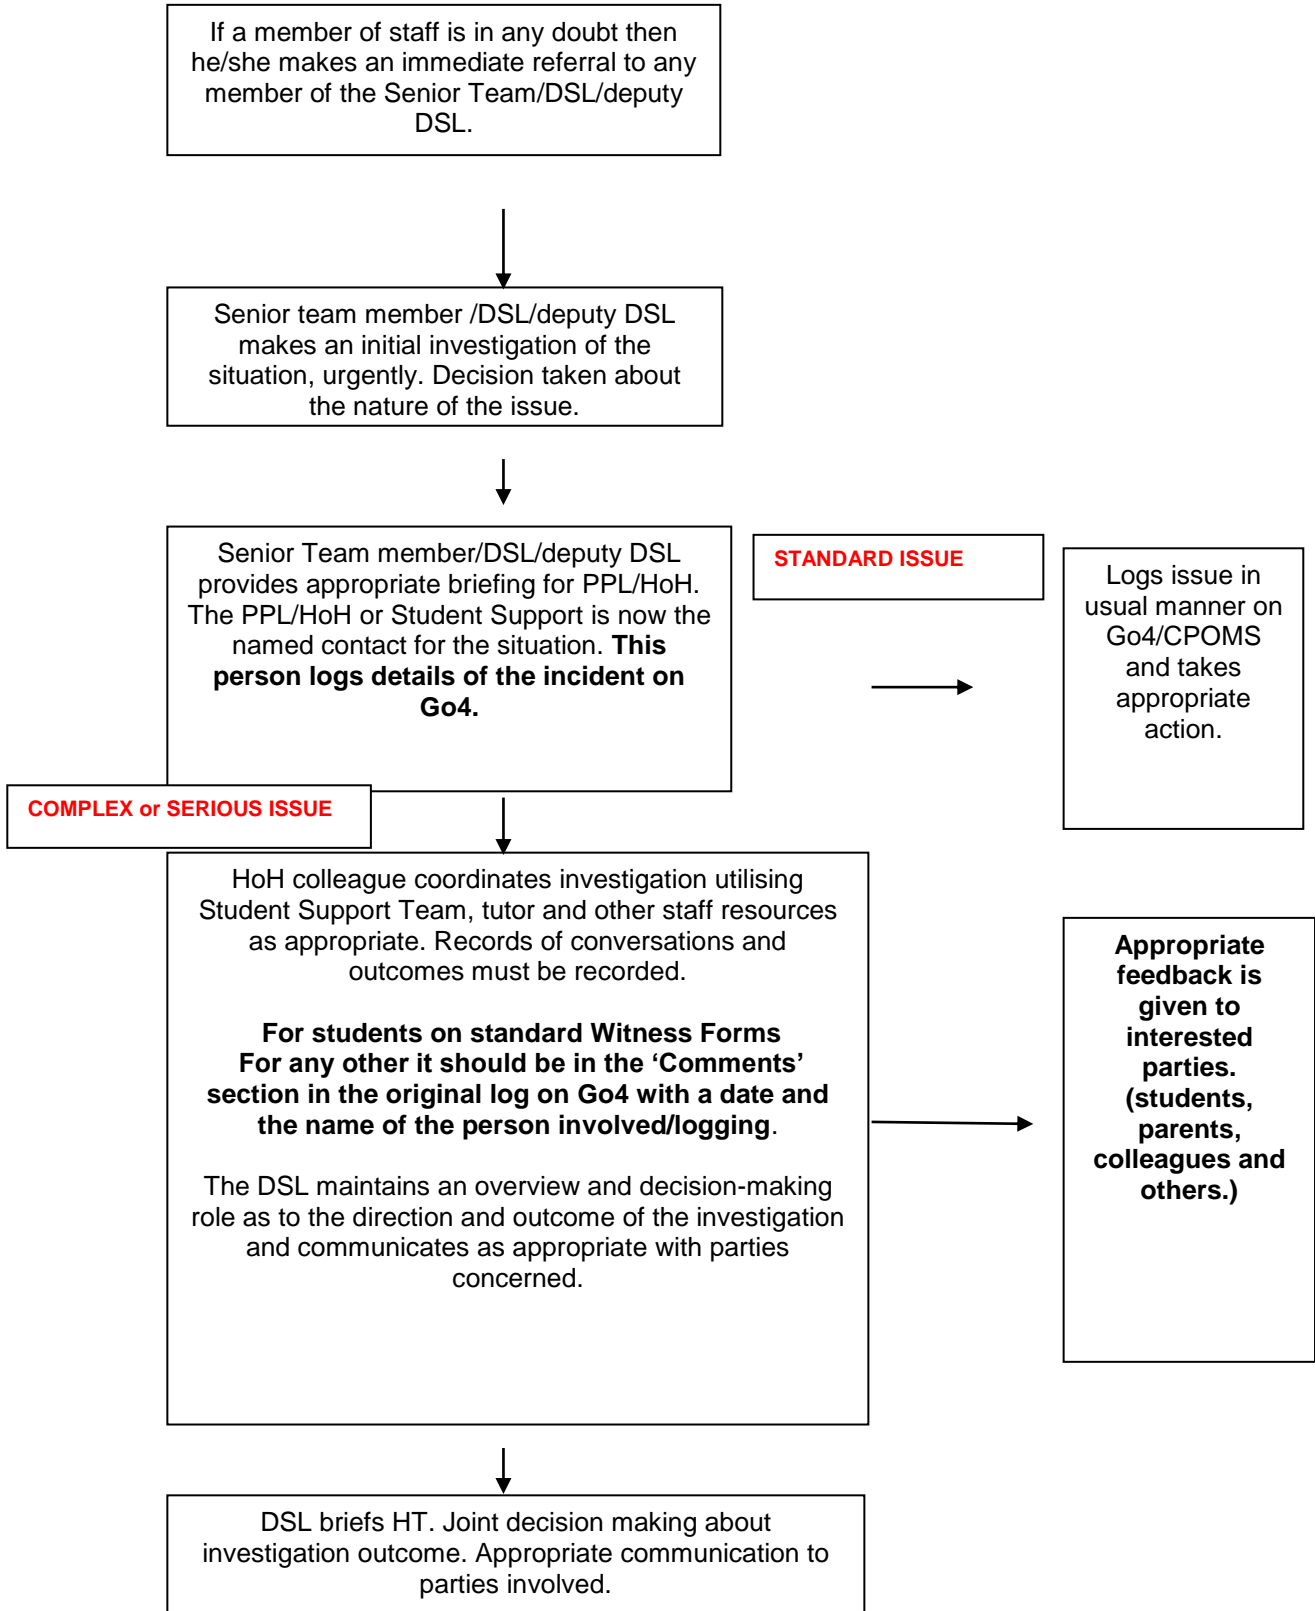 If a member of staff is in any doubt then
he/she makes an immediate referral to any
member of the Senior Team/DSL/deputy
DSL.
Senior team member /DSL/deputy DSL
makes an initial investigation of the
situation, urgently. Decision taken about
the nature of the issue.
Senior Team member/DSL/deputy DSL
provides appropriate briefing for PPL/HoH.
The PPL/HoH or Student Support is now the
named contact for the situation. This
person logs details of the incident on
Go4.
STANDARD ISSUE
Logs issue in
usual manner on
Go4/CPOMS
and takes
appropriate
action.
COMPLEX or SERIOUS ISSUE
HoH colleague coordinates investigation utilising
Student Support Team, tutor and other staff resources
as appropriate. Records of conversations and
outcomes must be recorded.
For students on standard Witness Forms
For any other it should be in the ‘Comments’
section in the original log on Go4 with a date and
the name of the person involved/logging.
The DSL maintains an overview and decision-making
role as to the direction and outcome of the investigation
and communicates as appropriate with parties
concerned.
Appropriate
feedback is
given to
interested
parties.
(students,
parents,
colleagues and
others.)
DSL briefs HT. Joint decision making about
investigation outcome. Appropriate communication to
parties involved.